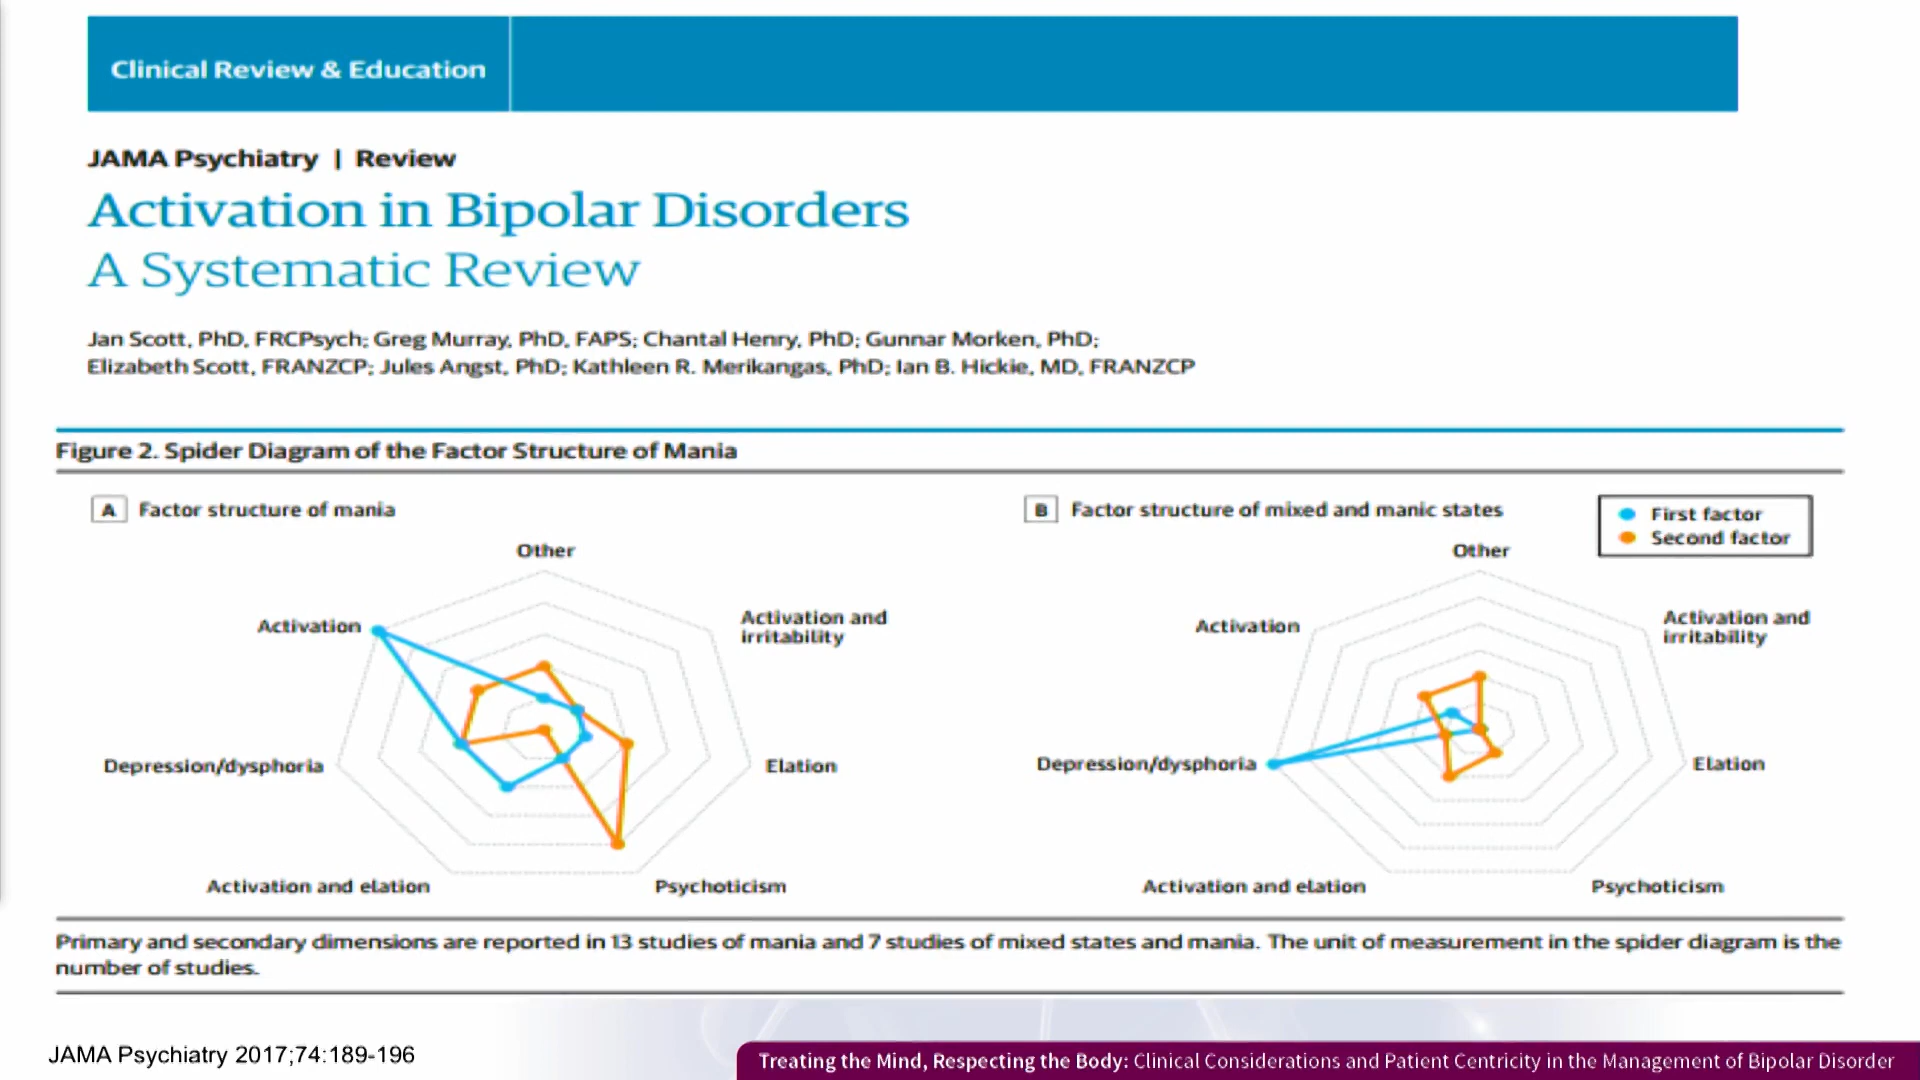 Clinical Review & Education
JAMA Psychiatry | Review
Activation in Bipolar Disorders
A Systematic Review
Jan Scott, PhD, FRCPsych; Greg Murray, PhD, FAPS; Chantal Henry, PhD; Gunnar Morken, PhD;
Elizabeth Scott, FRANZCP; Jules Angst, PhD; Kathleen R. Merikangas, PhD; Ian B. Hickie, MD, FRANZCP
Figure 2. Spider Diagram of the Factor Structure of Mania
A Factor structure of mania
Other
Activation
Activation and
irritability
Depression/dysphoria
Elation
Activation and elation
Psychoticism
B Factor structure of mixed and manic states
First factor
Second factor
Other
Activation
Activation and
irritability
Depression/dysphoria
Elation
Activation and elation
Psychoticism
Primary and secondary dimensions are reported in 13 studies of mania and 7 studies of mixed states and mania. The unit of measurement in the spider diagram is the
number of studies.
JAMA Psychiatry 2017;74:189-196
Treating the Mind, Respecting the Body: Clinical Considerations and Patient Centricity in the Management of Bipolar Disorder